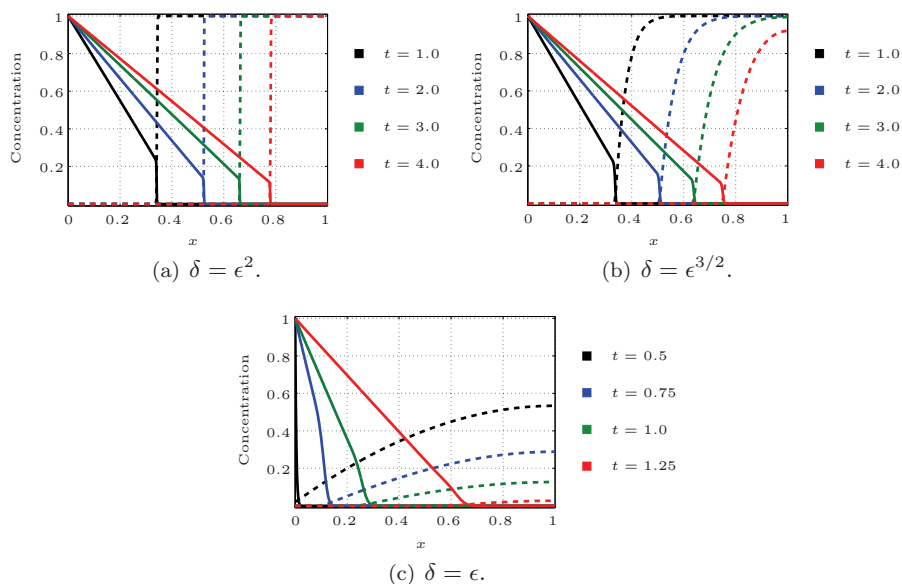 1
0.8
0.6
0.4
0.2
0 0.2 0.4 0.6 0.8 1
Concentration
x
t = 1.0
t = 2.0
t = 3.0
t = 4.0
(a) δ = ϵ².
1
0.8
0.6
0.4
0.2
0 0.2 0.4 0.6 0.8 1
Concentration
x
t = 1.0
t = 2.0
t = 3.0
t = 4.0
(b) δ = ϵ^{3/2}.
1
0.8
0.6
0.4
0.2
0 0.2 0.4 0.6 0.8 1
Concentration
x
t = 0.5
t = 0.75
t = 1.0
t = 1.25
(c) δ = ϵ.